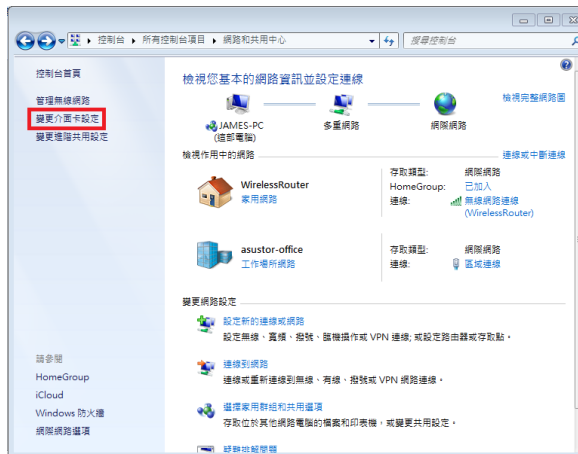 控制台 ▸ 所有控制台項目 ▸ 網路和共用中心
搜尋控制台
控制台首頁
管理無線網路
變更介面卡設定
變更進階共用設定
檢視您基本的網路資訊並設定連線
檢視完整網路圖
JAMES-PC
(這部電腦)
多重網路
網際網路
檢視作用中的網路
連線或中斷連線
WirelessRouter
家用網路
存取類型: 網際網路
HomeGroup: 已加入
連線: 無線網路連線
(WirelessRouter)
asustor-office
工作場所網路
存取類型: 網際網路
連線: 區域連線
變更網路設定
設定新的連線或網路
設定無線、寬頻、撥號、臨機操作或 VPN 連線; 或設定路由器或存取點。
連線到網路
連線或重新連線到無線、有線、撥號或 VPN 網路連線。
選擇家用群組和共用選項
存取位於其他網路電腦的檔案和印表機，或變更共用設定。
疑難排解問題
請參閱
HomeGroup
iCloud
Windows 防火牆
網際網路選項